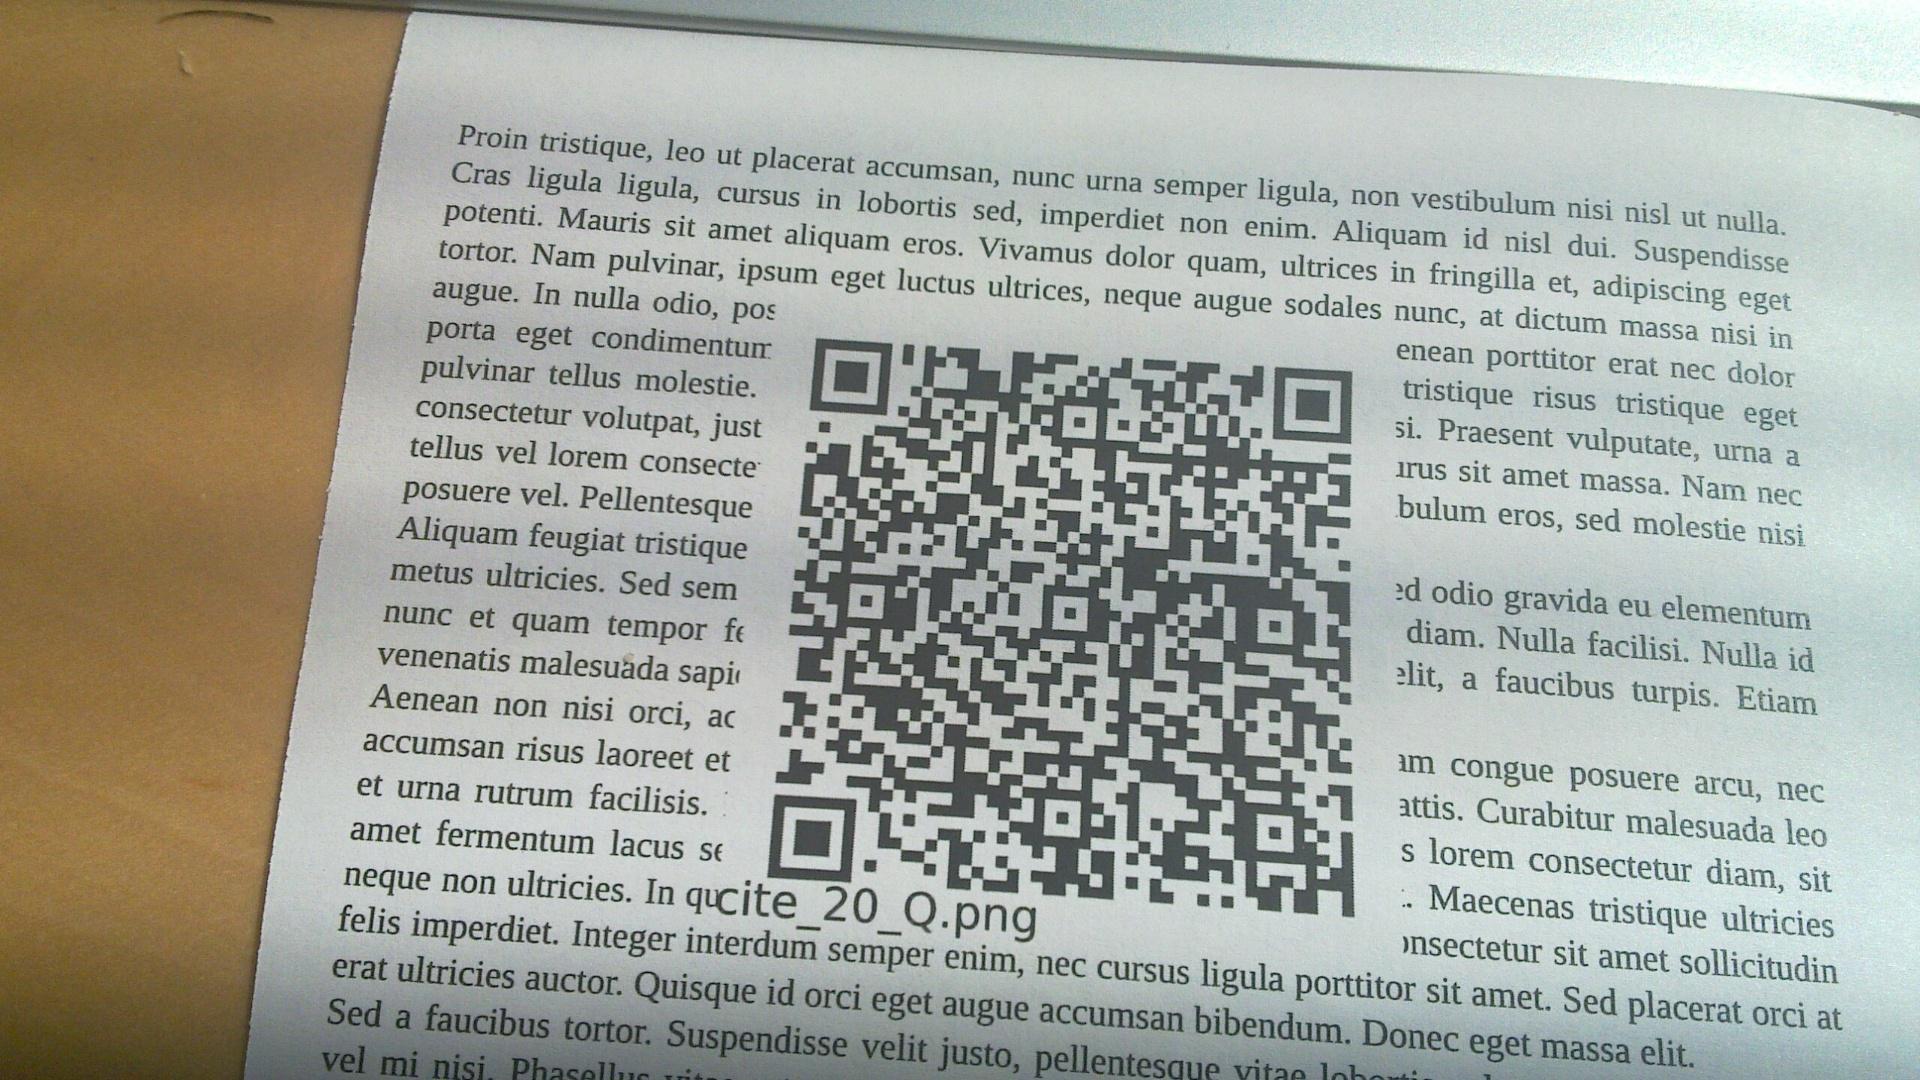 Proin tristique, leo ut placerat accumsan, nunc urna semper ligula, non vestibulum nisi nisl ut nulla.
Cras ligula ligula, cursus in lobortis sed, imperdiet non enim. Aliquam id nisl dui. Suspendisse
potenti. Mauris sit amet aliquam eros. Vivamus dolor quam, ultrices in fringilla et, adipiscing eget
tortor. Nam pulvinar, ipsum eget luctus ultrices, neque augue sodales nunc, at dictum massa nisi in
augue. In nulla odio, pos enean porttitor erat nec dolor
porta eget condimentum tristique risus tristique eget
pulvinar tellus molestie. si. Praesent vulputate, urna a
consectetur volutpat, just irus sit amet massa. Nam nec
tellus vel lorem consecte bulum eros, sed molestie nisi
posuere vel. Pellentesque
Aliquam feugiat tristique ed odio gravida eu elementum
metus ultricies. Sed sem diam. Nulla facilisi. Nulla id
nunc et quam tempor fe elit, a faucibus turpis. Etiam
venenatis malesuada sapi
Aenean non nisi orci, ac am congue posuere arcu, nec
accumsan risus laoreet et attis. Curabitur malesuada leo
et urna rutrum facilisis. s lorem consectetur diam, sit
amet fermentum lacus se . Maecenas tristique ultricies
neque non ultricies. In qu onsectetur sit amet sollicitudin
cite_20_Q.png
felis imperdiet. Integer interdum semper enim, nec cursus ligula porttitor sit amet. Sed placerat orci at
erat ultricies auctor. Quisque id orci eget augue accumsan bibendum. Donec eget massa elit.
Sed a faucibus tortor. Suspendisse velit justo, pellentesque vitae
vel mi nisi. Phasellus